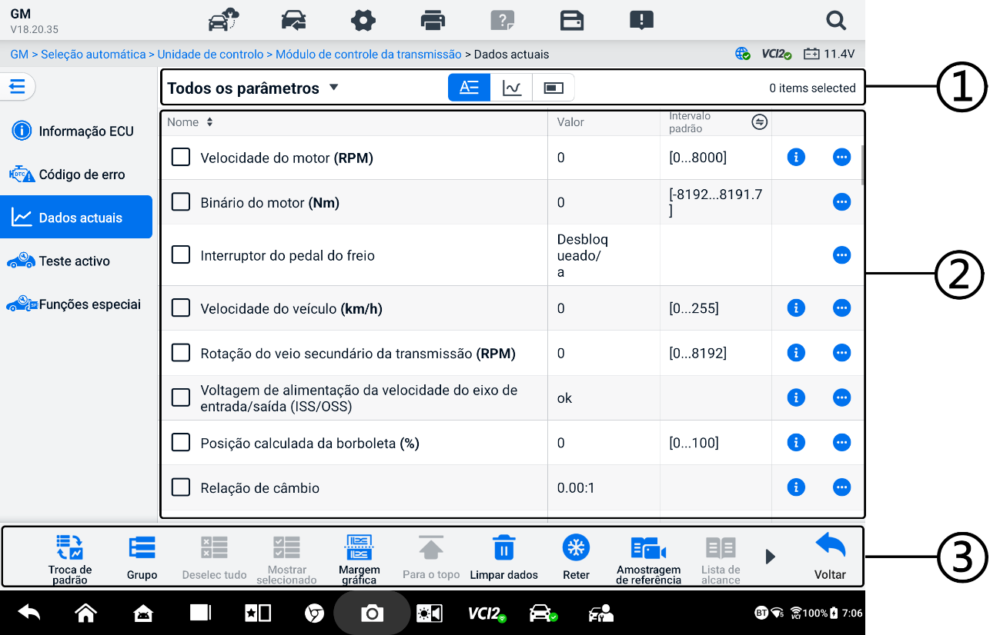 GM
V18.20.35
GM > Seleção automática > Unidade de controlo > Módulo de controle da transmissão > Dados actuais
VCI2
11.4V
Todos os parâmetros
0 items selected
1
Informação ECU
Código de erro
Dados actuais
Teste activo
Funções especiai
Nome
Valor
Intervalo
padrão
Velocidade do motor (RPM)
0
[0...8000]
Binário do motor (Nm)
0
[-8192...8191.7
]
Interruptor do pedal do freio
Desbloq
ueado/
a
Velocidade do veículo (km/h)
0
[0...255]
Rotação do veio secundário da transmissão (RPM)
0
[0...8192]
Voltagem de alimentação da velocidade do eixo de
entrada/saída (ISS/OSS)
ok
Posição calculada da borboleta (%)
0
[0...100]
Relação de câmbio
0.00:1
2
Troca de
padrão
Grupo
Deselec tudo
Mostrar
selecionado
Margem
gráfica
Para o topo
Limpar dados
Reter
Amostragem
de referência
Lista de
alcance
Voltar
3
VCI2
BT
5
VCI
100%
7:06